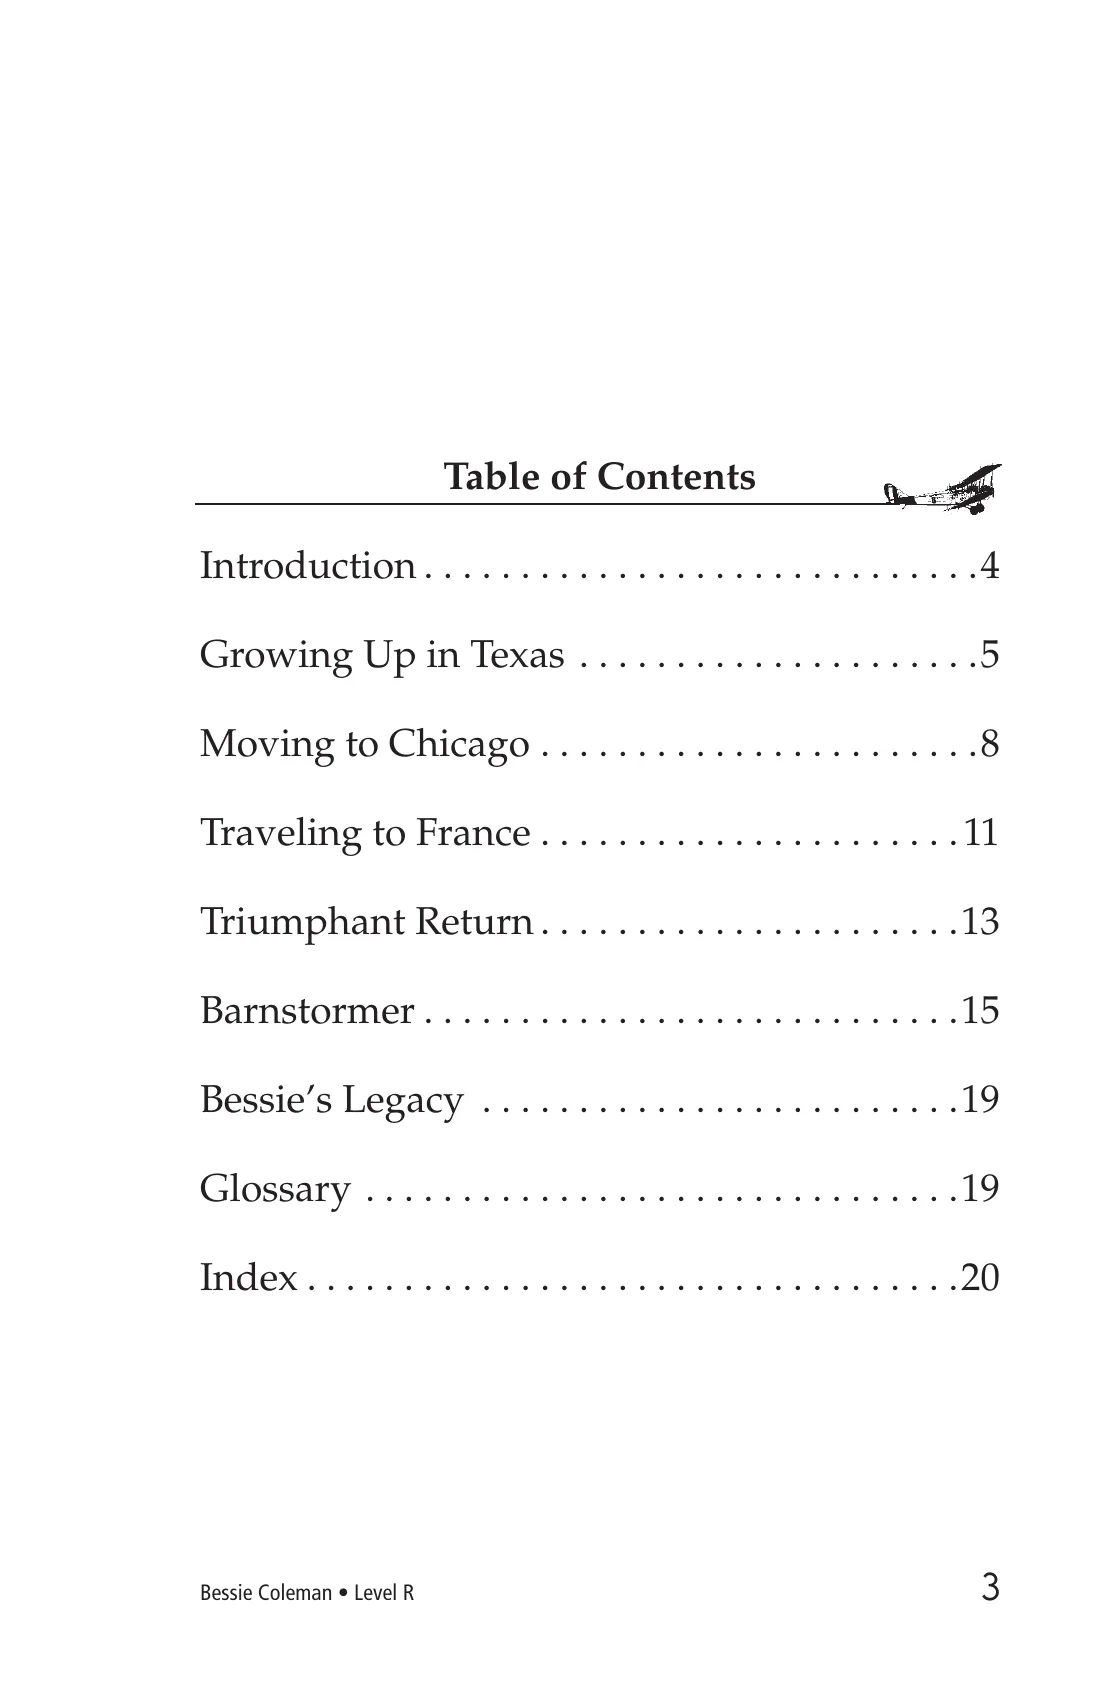 Table of Contents
Introduction . . . . . . . . . . . . . . . . . . . . . . . . . . . . .4
Growing Up in Texas . . . . . . . . . . . . . . . . . . . . .5
Moving to Chicago . . . . . . . . . . . . . . . . . . . . . . .8
Traveling to France . . . . . . . . . . . . . . . . . . . . . . 11
Triumphant Return . . . . . . . . . . . . . . . . . . . . . .13
Barnstormer . . . . . . . . . . . . . . . . . . . . . . . . . . . .15
Bessie’s Legacy . . . . . . . . . . . . . . . . . . . . . . . . .19
Glossary . . . . . . . . . . . . . . . . . . . . . . . . . . . . . . .19
Index . . . . . . . . . . . . . . . . . . . . . . . . . . . . . . . . . .20
Bessie Coleman • Level R 3